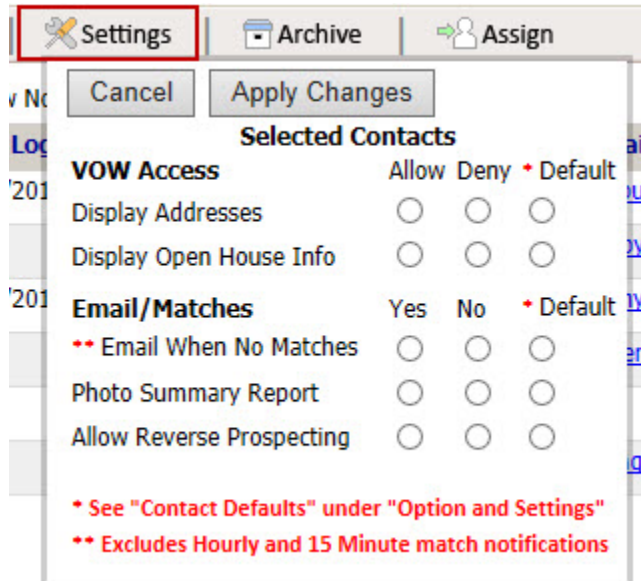 Settings Archive Assign
Cancel Apply Changes
Selected Contacts
VOW Access Allow Deny * Default
Display Addresses
Display Open House Info
Email/Matches Yes No * Default
** Email When No Matches
Photo Summary Report
Allow Reverse Prospecting
* See "Contact Defaults" under "Option and Settings"
** Excludes Hourly and 15 Minute match notifications